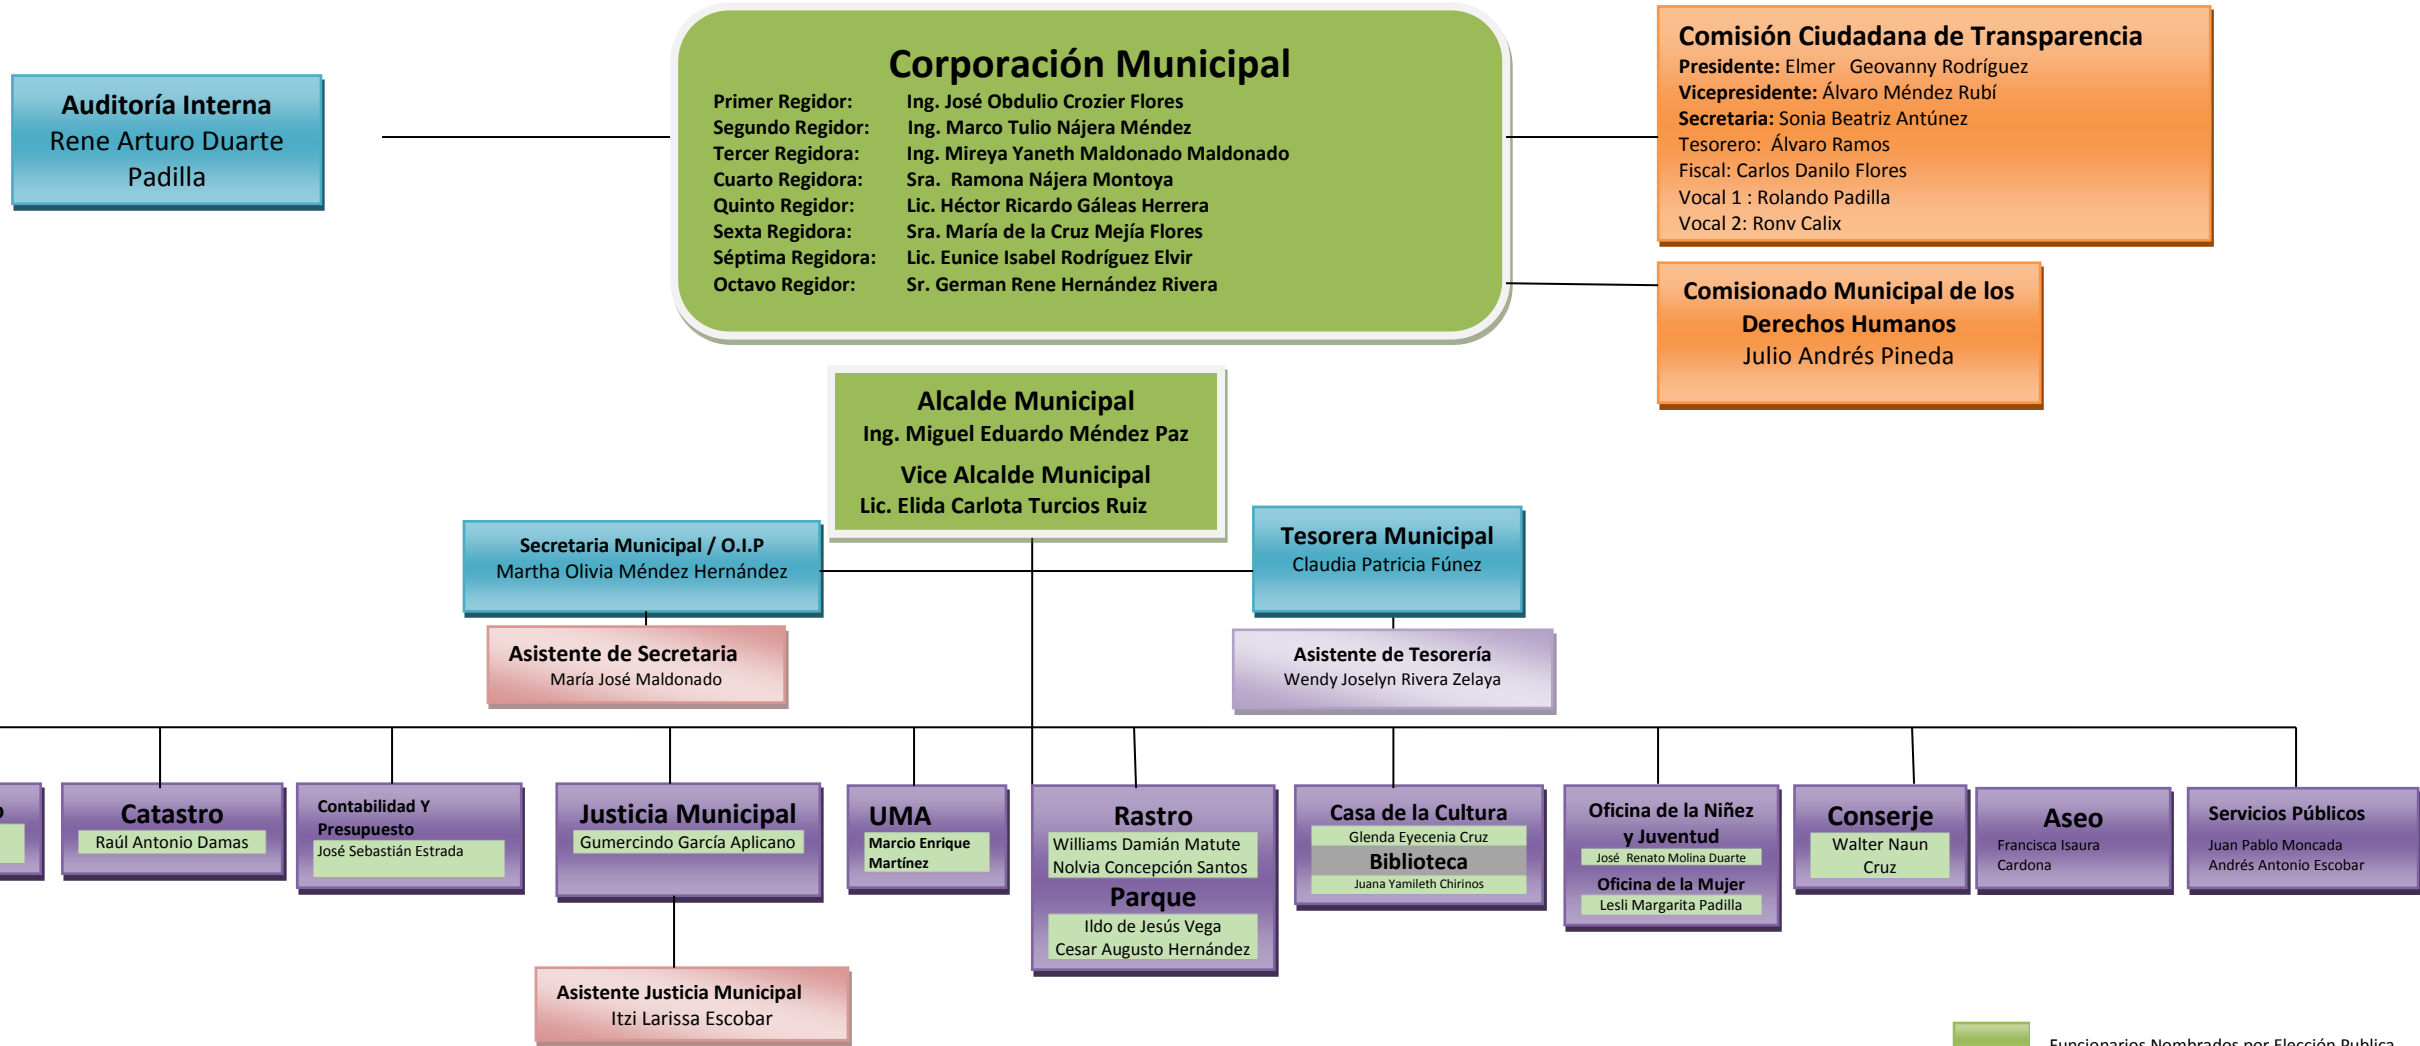 Corporación Municipal
Primer Regidor: Ing. José Obdulio Crozier Flores
Segundo Regidor: Ing. Marco Tulio Nájera Méndez
Tercer Regidora: Ing. Mireya Yaneth Maldonado Maldonado
Cuarto Regidora: Sra. Ramona Nájera Montoya
Quinto Regidor: Lic. Héctor Ricardo Gáleas Herrera
Sexta Regidora: Sra. María de la Cruz Mejía Flores
Séptima Regidora: Lic. Eunice Isabel Rodríguez Elvir
Octavo Regidor: Sr. German Rene Hernández Rivera
Auditoría Interna
Rene Arturo Duarte
Padilla
Comisión Ciudadana de Transparencia
Presidente: Elmer Geovanny Rodríguez
Vicepresidente: Álvaro Méndez Rubí
Secretaria: Sonia Beatriz Antúnez
Tesorero: Álvaro Ramos
Fiscal: Carlos Danilo Flores
Vocal 1 : Rolando Padilla
Vocal 2: Rony Calix
Comisionado Municipal de los
Derechos Humanos
Julio Andrés Pineda
Alcalde Municipal
Ing. Miguel Eduardo Méndez Paz
Vice Alcalde Municipal
Lic. Elida Carlota Turcios Ruiz
Secretaria Municipal / O.I.P
Martha Olivia Méndez Hernández
Tesorera Municipal
Claudia Patricia Fúnez
Asistente de Secretaria
María José Maldonado
Asistente de Tesorería
Wendy Joselyn Rivera Zelaya
Catastro
Raúl Antonio Damas
Contabilidad Y
Presupuesto
José Sebastián Estrada
Justicia Municipal
Gumercindo García Aplicano
UMA
Marcio Enrique
Martínez
Rastro
Williams Damián Matute
Nolvia Concepción Santos
Parque
Ildo de Jesús Vega
Cesar Augusto Hernández
Casa de la Cultura
Glenda Eyecenia Cruz
Biblioteca
Juana Yamileth Chirinos
Oficina de la Niñez
y Juventud
José Renato Molina Duarte
Oficina de la Mujer
Lesli Margarita Padilla
Conserje
Walter Naun
Cruz
Aseo
Francisca Isaura
Cardona
Servicios Públicos
Juan Pablo Moncada
Andrés Antonio Escobar
Asistente Justicia Municipal
Itzi Larissa Escobar
Funcionarios Nombrados por Elección Publica